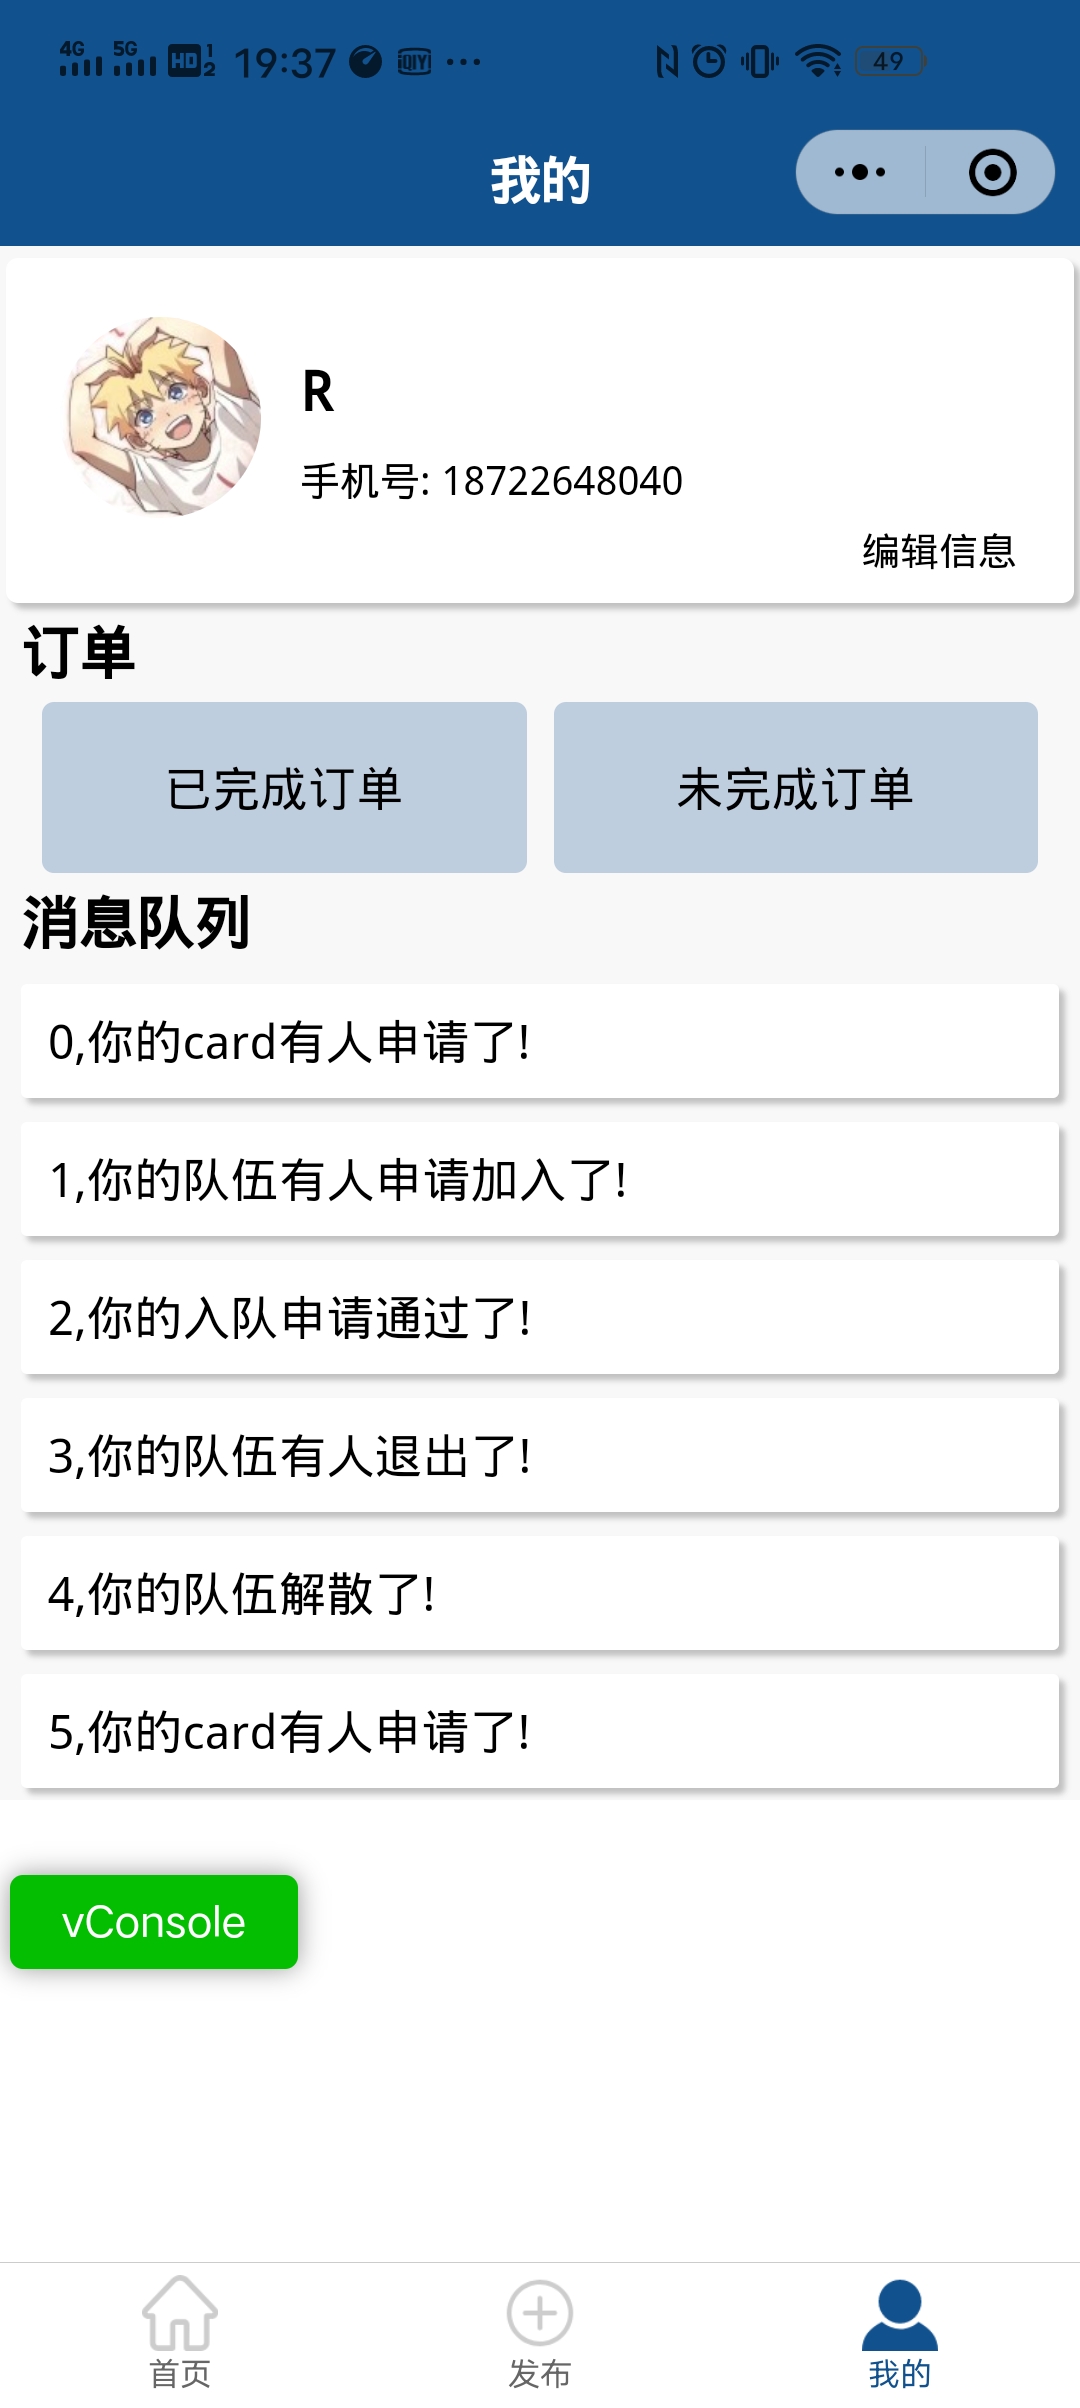 4G 5G HD 1 2 19:37 iQIYI ··· 49
我的
R
手机号: 18722648040
编辑信息
订单
已完成订单 未完成订单
消息队列
0,你的card有人申请了!
1,你的队伍有人申请加入了!
2,你的入队申请通过了!
3,你的队伍有人退出了!
4,你的队伍解散了!
5,你的card有人申请了!
vConsole
首页 发布 我的